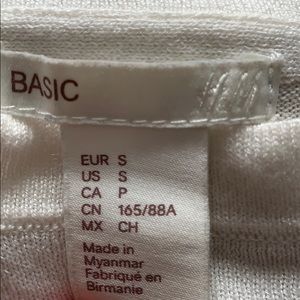 BASIC
EUR S
US S
CA P
CN 165/88A
MX CH
Made in
Myanmar
Fabriqué en
Birmanie